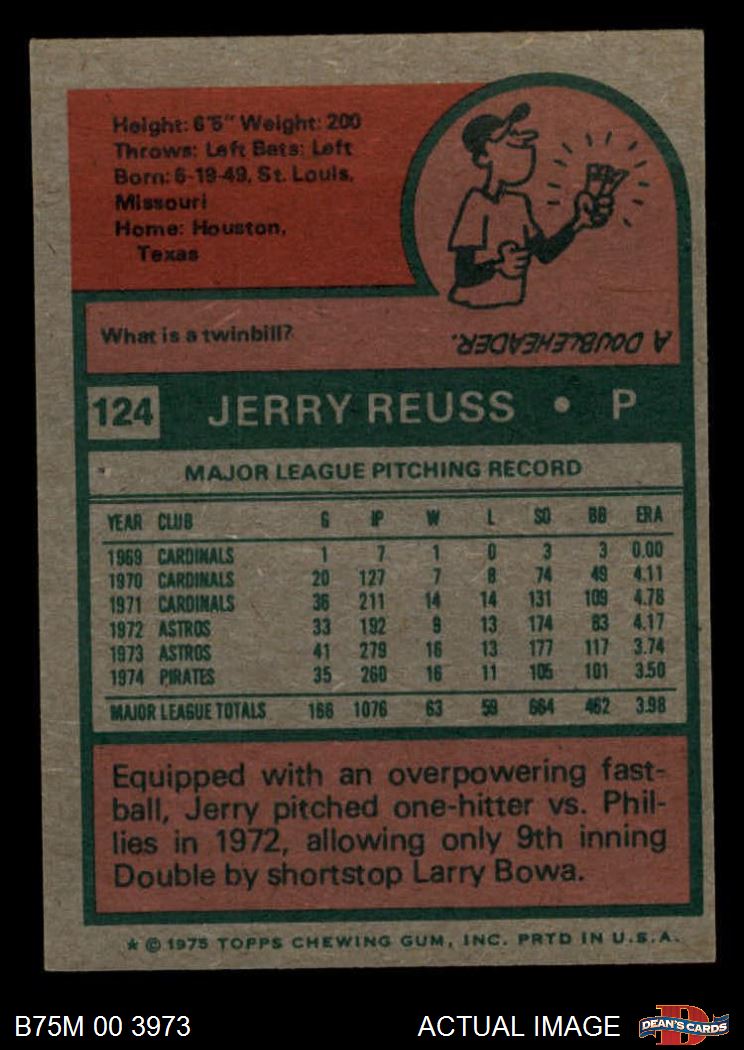 Height: 6'5" Weight: 200
Throws: Left Bats: Left
Born: 6-19-49, St. Louis,
Missouri
Home: Houston,
Texas
What is a twinbill?
A DOUBLEHEADER.
124 JERRY REUSS • P
MAJOR LEAGUE PITCHING RECORD
YEAR CLUB G IP W L SO BB ERA
1969 CARDINALS 1 7 1 0 3 3 0.00
1970 CARDINALS 20 127 7 8 74 49 4.11
1971 CARDINALS 36 211 14 14 131 109 4.78
1972 ASTROS 33 192 9 13 174 83 4.17
1973 ASTROS 41 279 16 13 177 117 3.74
1974 PIRATES 35 260 16 11 105 101 3.50
MAJOR LEAGUE TOTALS 166 1076 63 59 664 462 3.98
Equipped with an overpowering fast-
ball, Jerry pitched one-hitter vs. Phil-
lies in 1972, allowing only 9th inning
Double by shortstop Larry Bowa.
★ © 1975 TOPPS CHEWING GUM, INC. PRTD IN U.S.A.
B75M 00 3973 ACTUAL IMAGE DEAN'S CARDS